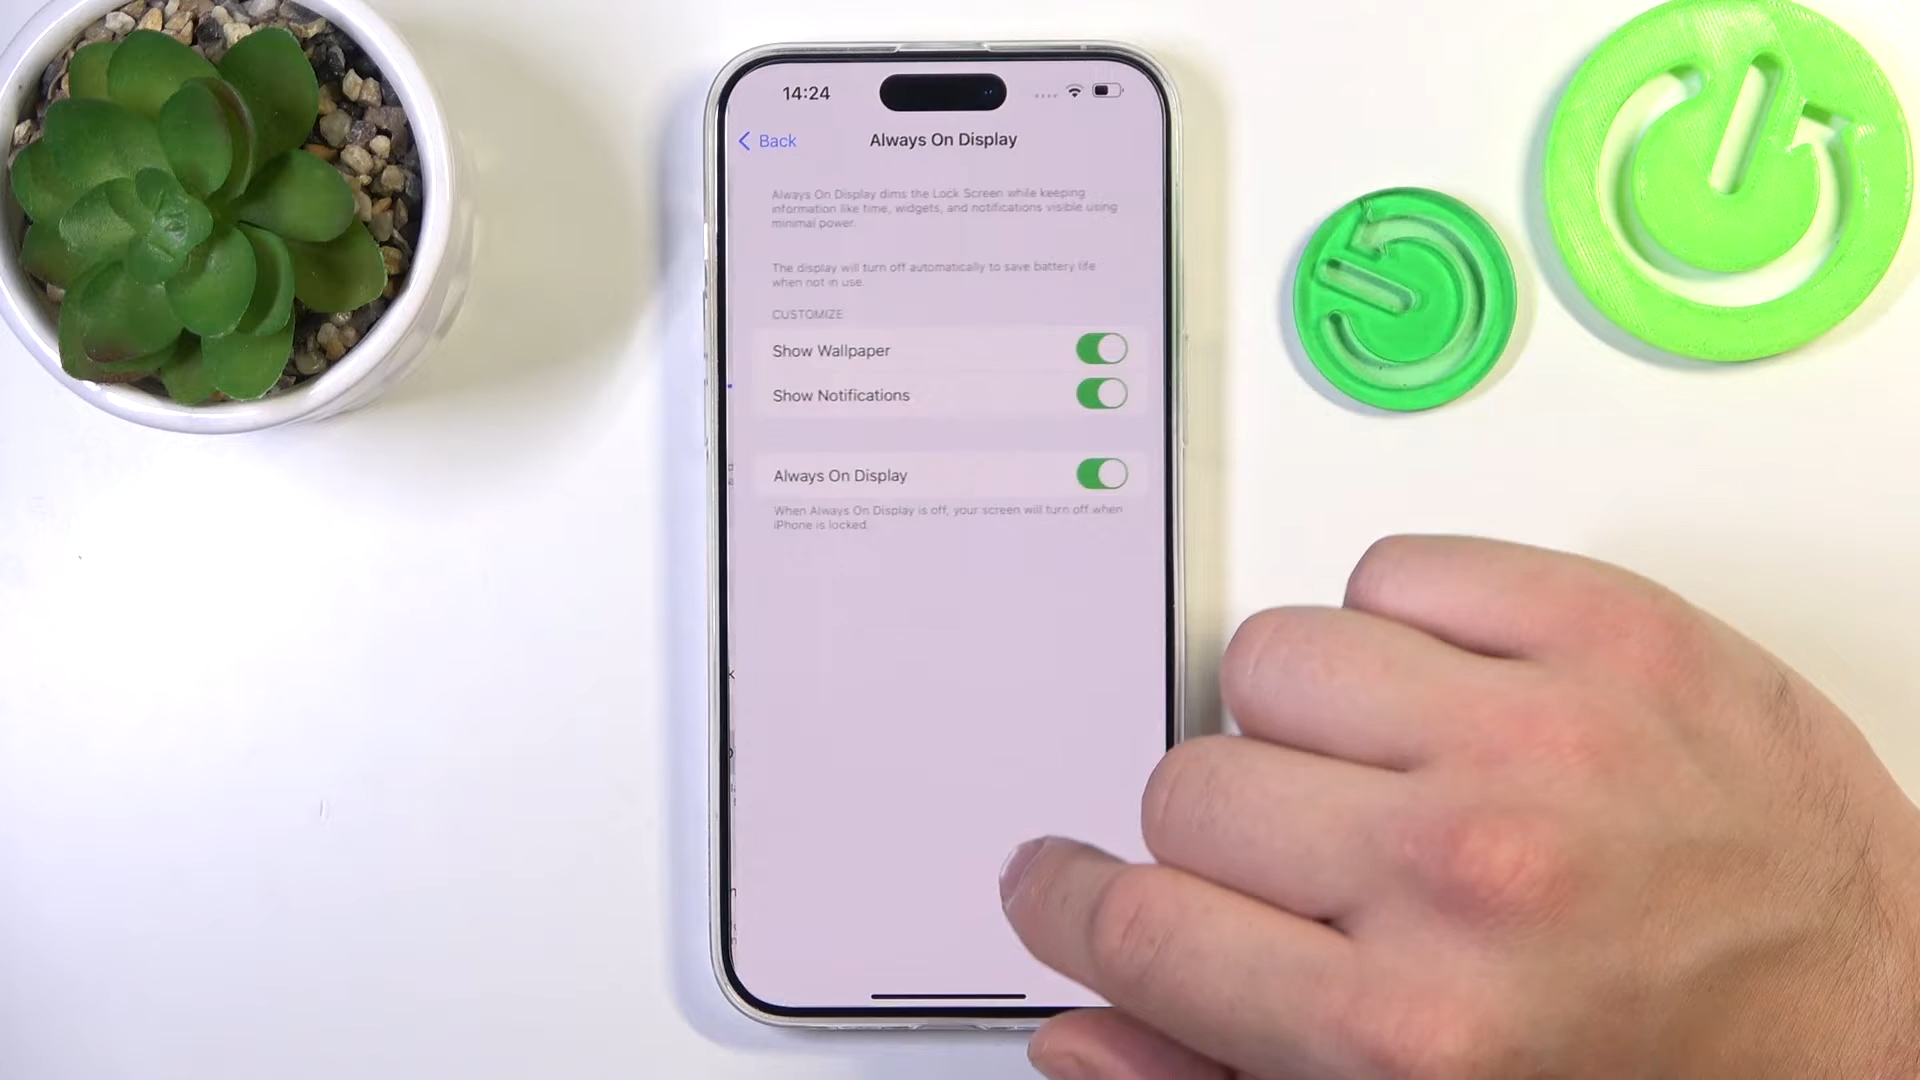 14:24
Back
Always On Display
Always On Display dims the Lock Screen while keeping
information like time, widgets, and notifications visible using
minimal power.
The display will turn off automatically to save battery life
when not in use.
CUSTOMIZE
Show Wallpaper
Show Notifications
Always On Display
When Always On Display is off, your screen will turn off when
iPhone is locked.